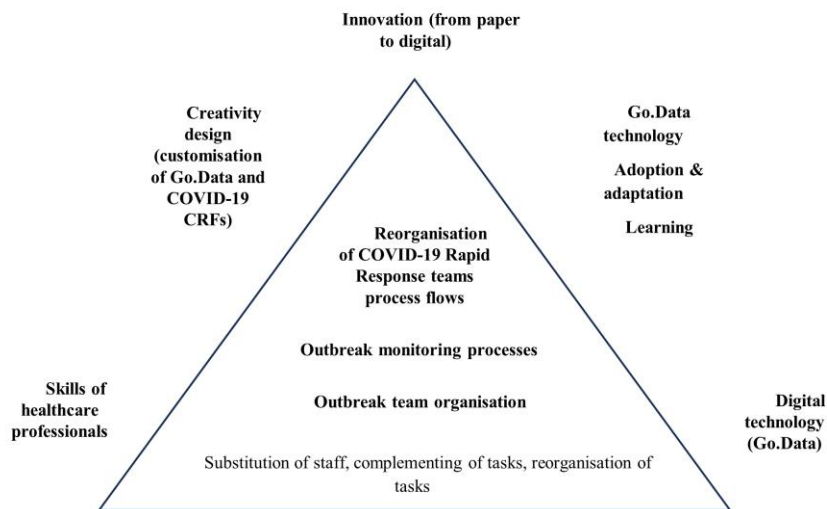 Innovation (from paper
to digital)
Creativity
design
(customisation
of Go.Data and
COVID-19
CRFs)
Go.Data
technology
Adoption &
adaptation
Learning
Reorganisation
of COVID-19 Rapid
Response teams
process flows
Outbreak monitoring processes
Outbreak team organisation
Skills of
healthcare
professionals
Digital
technology
(Go.Data)
Substitution of staff, complementing of tasks, reorganisation of
tasks